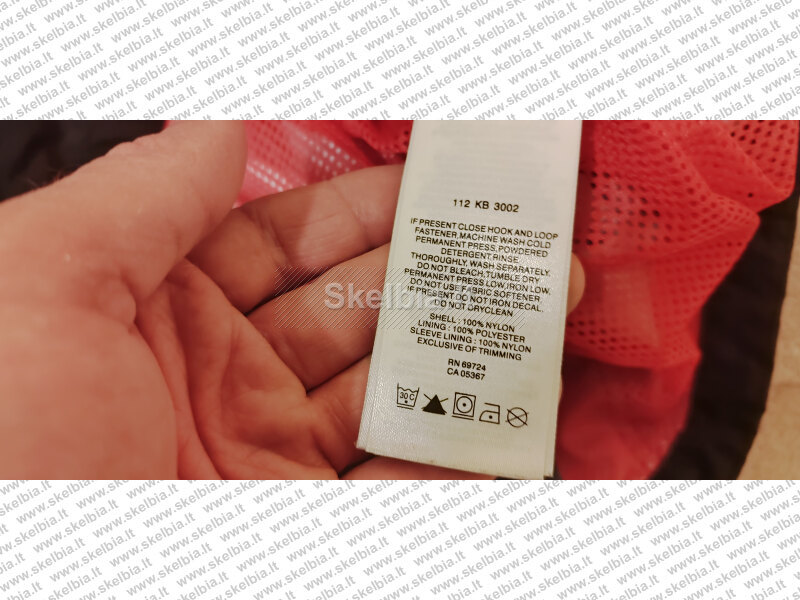 112 KB 3002
IF PRESENT CLOSE HOOK AND LOOP
FASTENER,MACHINE WASH COLD
PERMANENT PRESS,POWDERED
DETERGENT,RINSE
THOROUGHLY, WASH SEPARATELY,
DO NOT BLEACH,TUMBLE DRY
PERMANENT PRESS LOW,IRON LOW,
DO NOT USE FABRIC SOFTENER,
IF PRESENT DO NOT IRON DECAL,
DO NOT DRYCLEAN
SHELL : 100% NYLON
LINING : 100% POLYESTER
SLEEVE LINING : 100% NYLON
EXCLUSIVE OF TRIMMING
RN 69724
CA 05367
30 C
Skelbia.lt
www.skelbia.lt